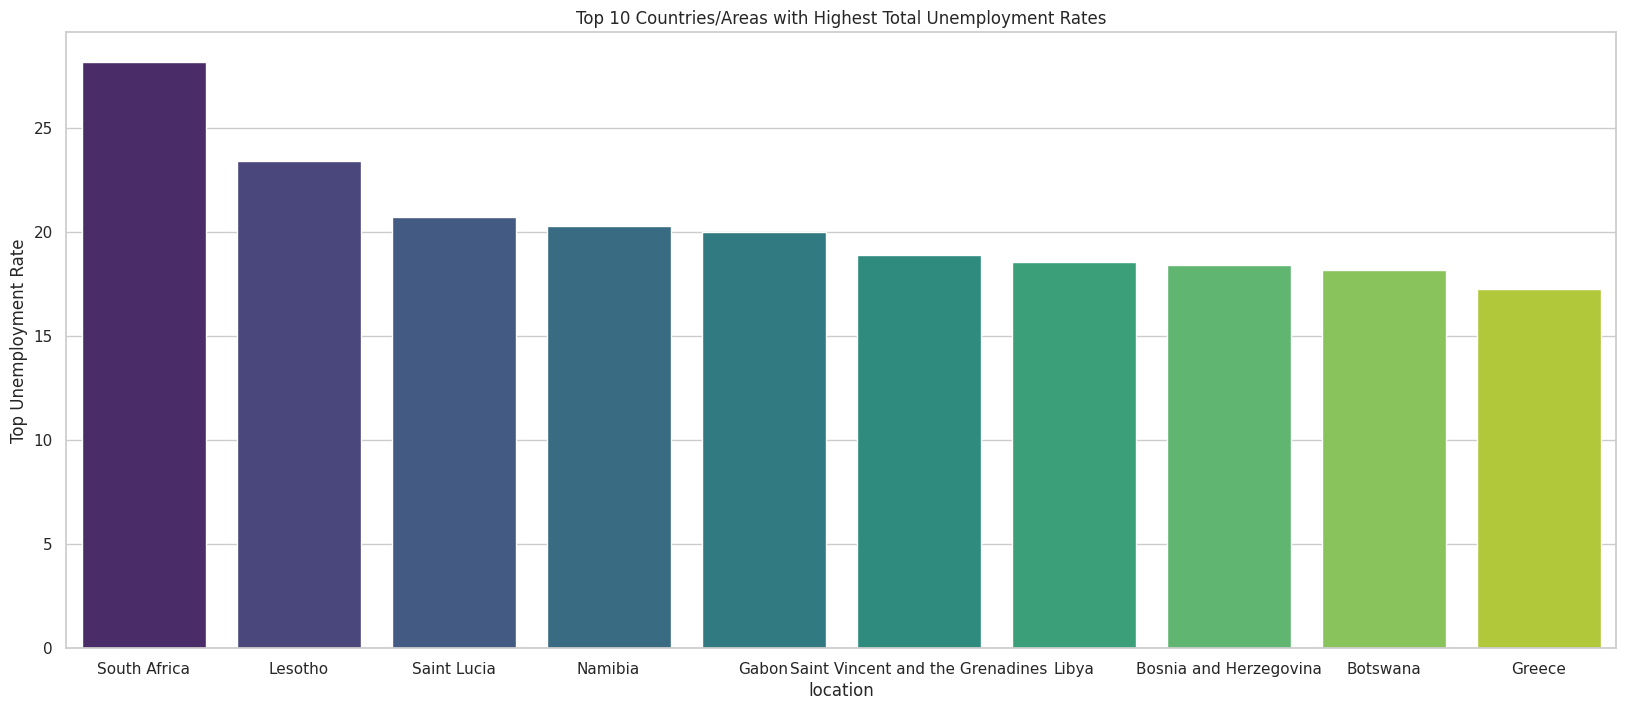 Top 10 Countries/Areas with Highest Total Unemployment Rates
Top Unemployment Rate
25
20
15
10
5
0
South Africa
Lesotho
Saint Lucia
Namibia
Gabon
Saint Vincent and the Grenadines
Libya
Bosnia and Herzegovina
Botswana
Greece
location